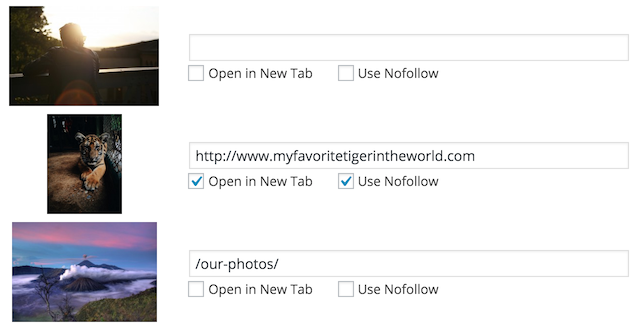 Open in New Tab Use Nofollow
http://www.myfavoritetigerintheworld.com
Open in New Tab Use Nofollow
/our-photos/
Open in New Tab Use Nofollow